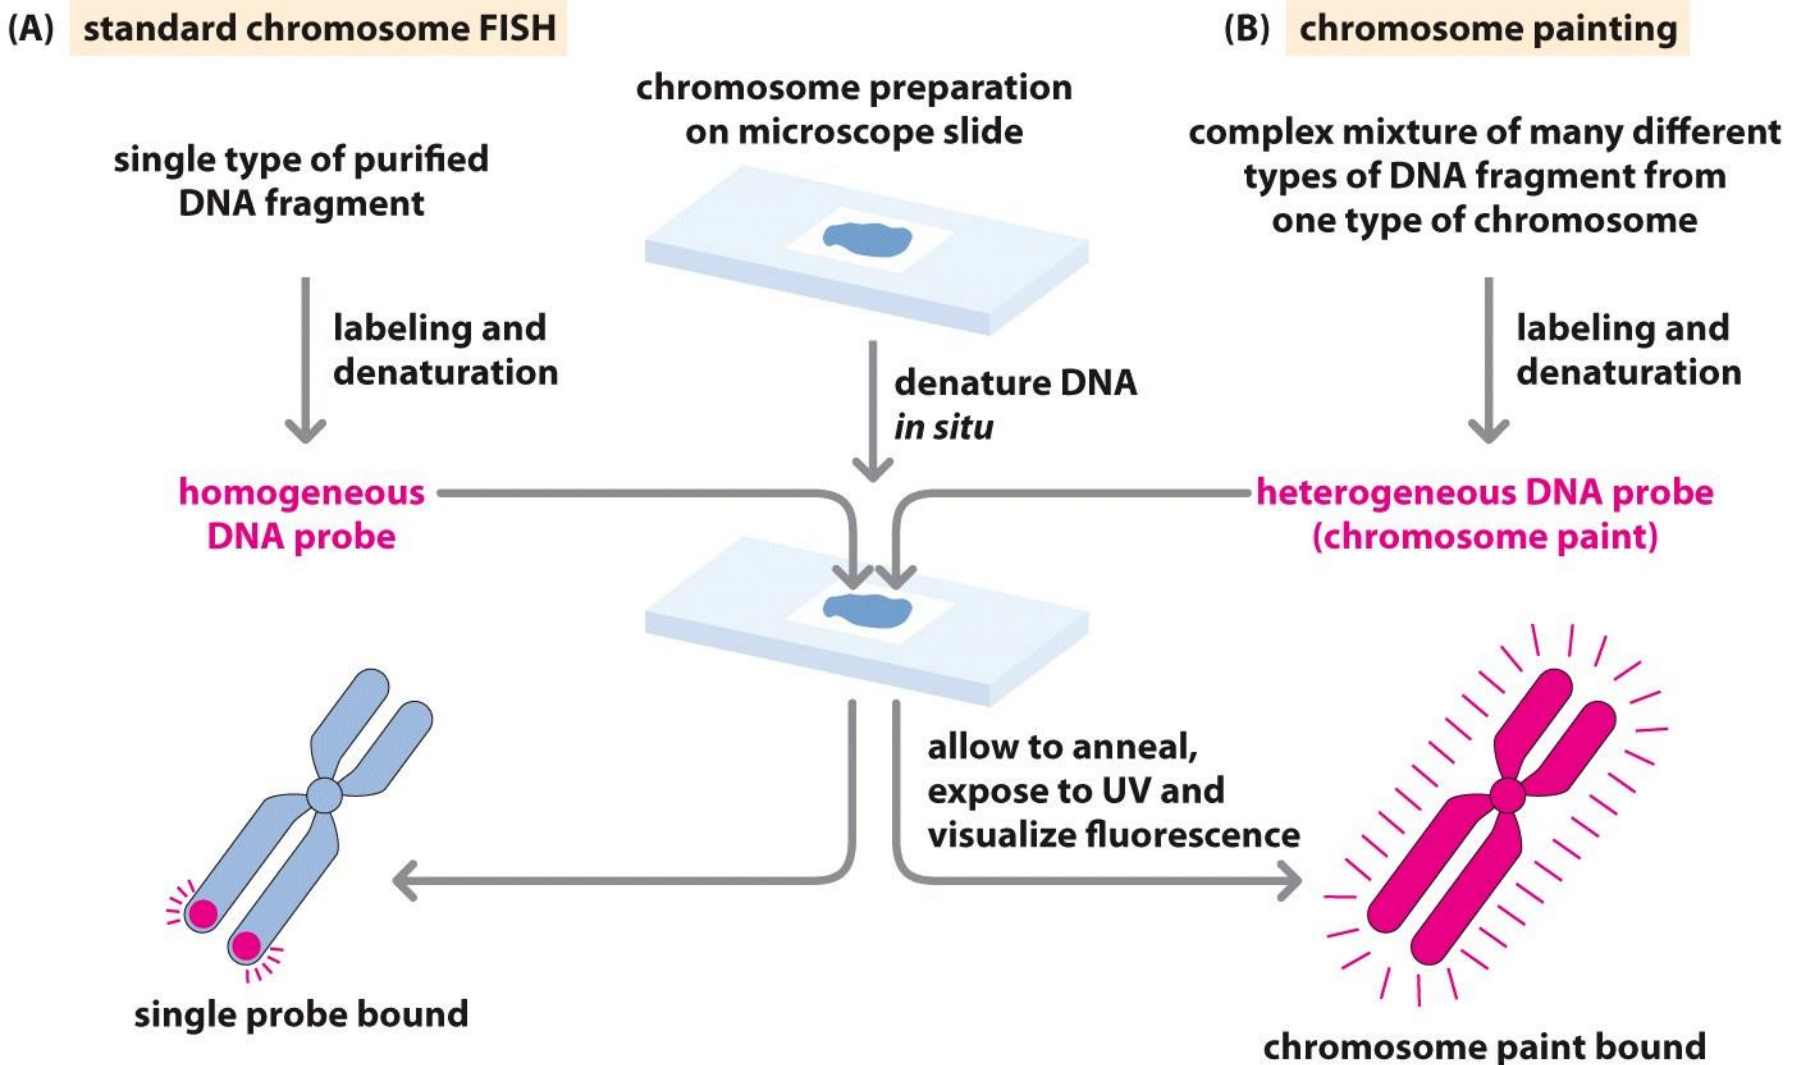 (A) standard chromosome FISH
single type of purified
DNA fragment
labeling and
denaturation
homogeneous
DNA probe
chromosome preparation
on microscope slide
denature DNA
in situ
(B) chromosome painting
complex mixture of many different
types of DNA fragment from
one type of chromosome
labeling and
denaturation
heterogeneous DNA probe
(chromosome paint)
allow to anneal,
expose to UV and
visualize fluorescence
single probe bound
chromosome paint bound